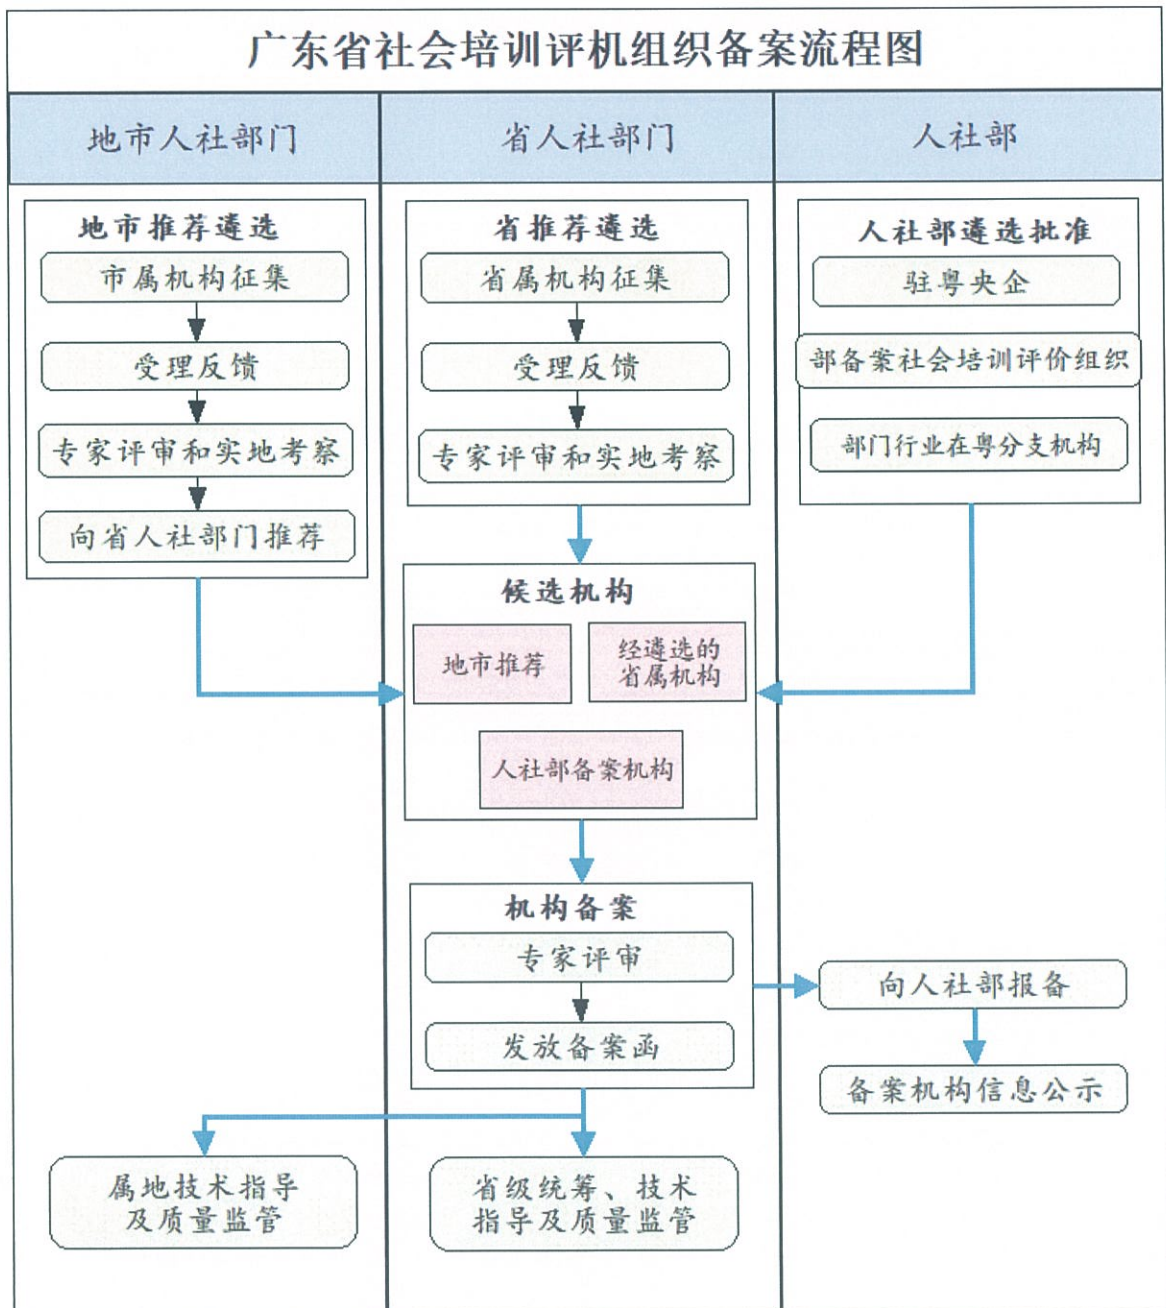 广东省社会培训评机组织备案流程图
地市人社部门
省人社部门
人社部
地市推荐遴选
市属机构征集
受理反馈
专家评审和实地考察
向省人社部门推荐
省推荐遴选
省属机构征集
受理反馈
专家评审和实地考察
人社部遴选批准
驻粤央企
部备案社会培训评价组织
部门行业在粤分支机构
候选机构
地市推荐
经遴选的
省属机构
人社部备案机构
机构备案
专家评审
发放备案函
向人社部报备
备案机构信息公示
属地技术指导
及质量监管
省级统筹、技术
指导及质量监管